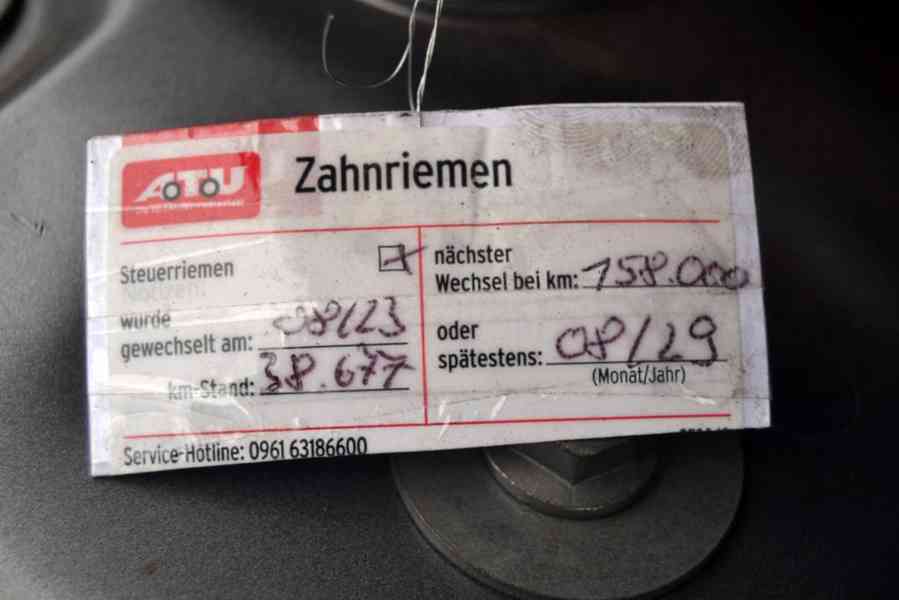 ATU
Zahnriemen
Steuerriemen
wurde
gewechselt am: 08/23
km-Stand: 38.677
nächster
Wechsel bei km: 158.000
oder
spätestens: 08/29
(Monat/Jahr)
Service-Hotline: 0961 63186600